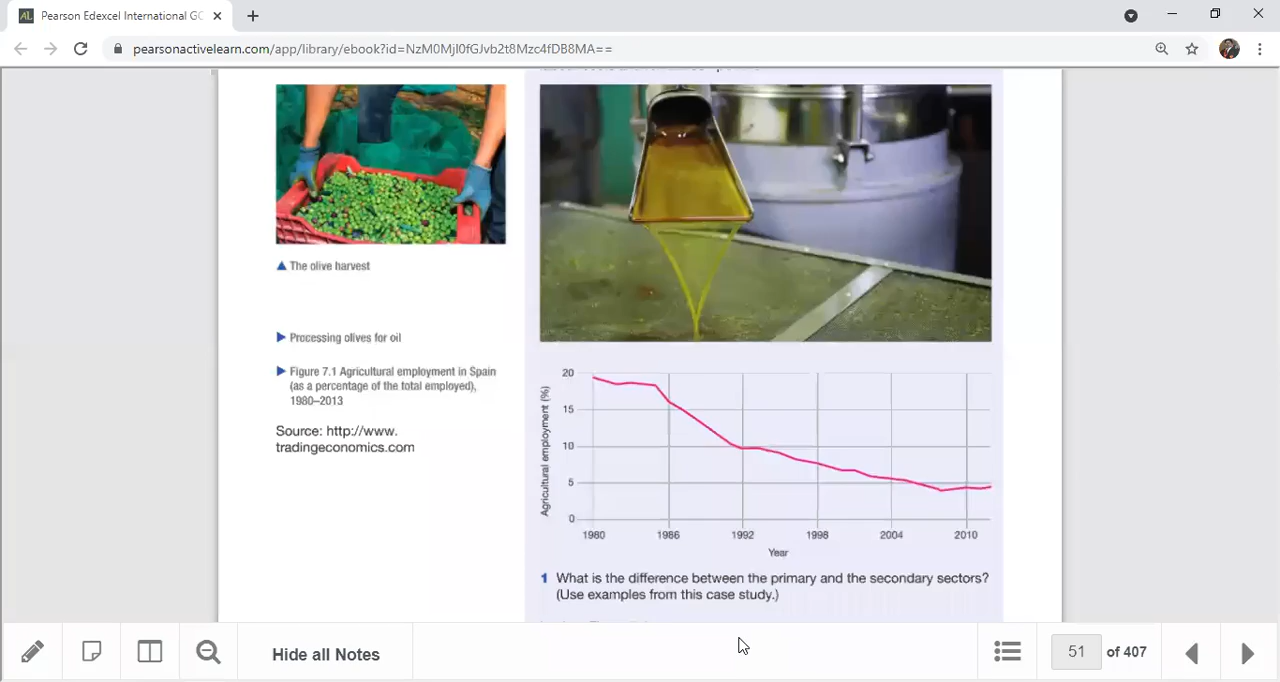 Pearson Edexcel International GC
pearsonactivelearn.com/app/library/ebook?id=NzM0MjI0fGJvb2t8Mzc4fDB8MA==
The olive harvest
Processing olives for oil
Figure 7.1 Agricultural employment in Spain
(as a percentage of the total employed),
1980–2013
Source: http://www.
tradingeconomics.com
Agricultural employment (%)
20
15
10
5
0
1980 1986 1992 1998 2004 2010
Year
1 What is the difference between the primary and the secondary sectors?
(Use examples from this case study.)
Hide all Notes
51 of 407